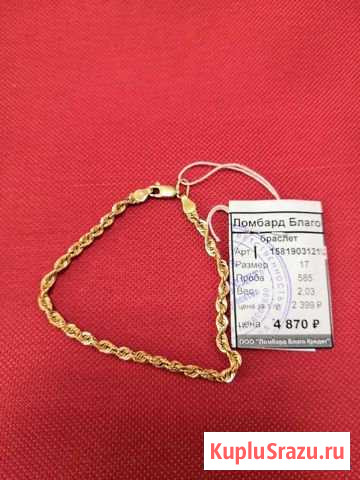 Ломбард Благо
браслет
Арт 1581903121
Размер 17
Проба 585
Вес 2,03
цена за 1 гр 2 399 ₽
цена 4 870 ₽
ООО "Ломбард Благо Кредит"
KupluSrazu.ru